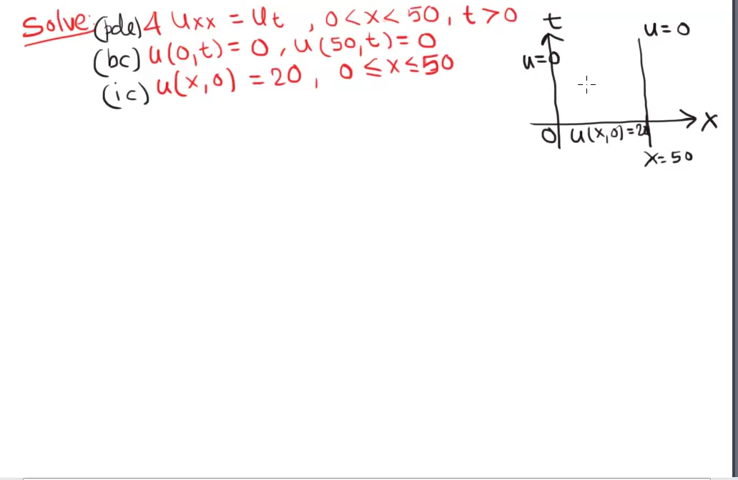 Solve: (pde) 4 Uxx = Ut , 0 < x < 50, t > 0
(bc) u(0,t) = 0 , u(50,t) = 0
(ic) u(x,0) = 20 , 0 ≤ x ≤ 50
t
u=0
u=0
x
0
u(x,0)=20
x=50